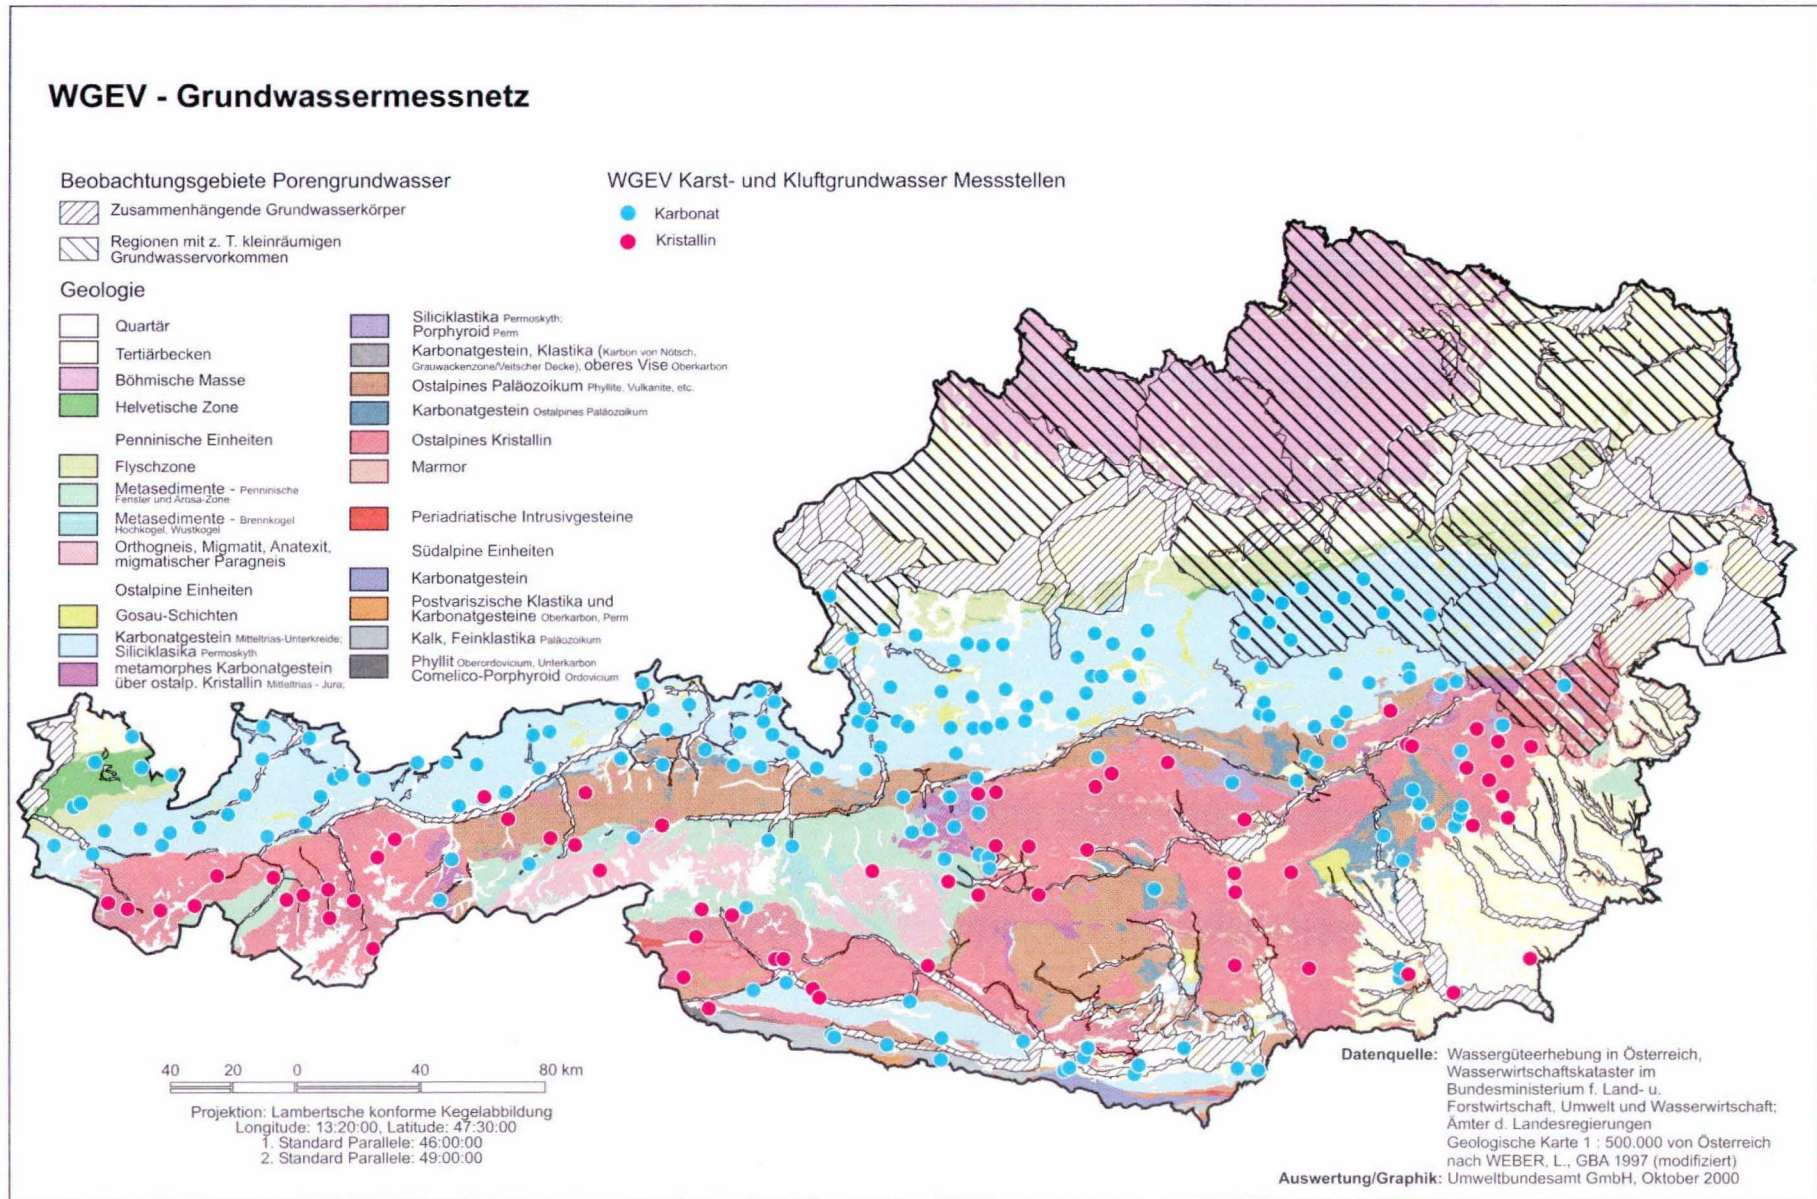 WGEV - Grundwassermessnetz
Beobachtungsgebiete Porengrundwasser
Zusammenhängende Grundwasserkörper
Regionen mit z. T. kleinräumigen
Grundwasservorkommen
WGEV Karst- und Kluftgrundwasser Messstellen
Karbonat
Kristallin
Geologie
Quartär
Tertiärbecken
Böhmische Masse
Helvetische Zone
Penninische Einheiten
Flyschzone
Metasedimente - Penninische
Fenster und Arosa-Zone
Metasedimente - Brennkogel
Hochkogel, Wustkogel
Orthogneis, Migmatit, Anatexit,
migmatischer Paragneis
Ostalpine Einheiten
Gosau-Schichten
Karbonatgestein Mitteltrias-Unterkreide;
Siliciklasika Permoskyth
metamorphes Karbonatgestein
über ostalp. Kristallin Mitteltrias - Jura;
Siliciklastika Permoskyth;
Porphyroid Perm
Karbonatgestein, Klastika (Karbon von Nötsch,
Grauwackenzone/Veitscher Decke), oberes Vise Oberkarbon
Ostalpines Paläozoikum Phyllite, Vulkanite, etc.
Karbonatgestein Ostalpines Paläozoikum
Ostalpines Kristallin
Marmor
Periadriatische Intrusivgesteine
Südalpine Einheiten
Karbonatgestein
Postvariszische Klastika und
Karbonatgesteine Oberkarbon, Perm
Kalk, Feinklastika Paläozoikum
Phyllit Oberordovicium, Unterkarbon
Comelico-Porphyroid Ordovicium
40 20 0 40 80 km
Projektion: Lambertsche konforme Kegelabbildung
Longitude: 13:20:00, Latitude: 47:30:00
1. Standard Parallele: 46:00:00
2. Standard Parallele: 49:00:00
Datenquelle: Wassergüteerhebung in Österreich,
Wasserwirtschaftskataster im
Bundesministerium f. Land- u.
Forstwirtschaft, Umwelt und Wasserwirtschaft;
Ämter d. Landesregierungen
Geologische Karte 1 : 500.000 von Österreich
nach WEBER, L., GBA 1997 (modifiziert)
Auswertung/Graphik: Umweltbundesamt GmbH, Oktober 2000